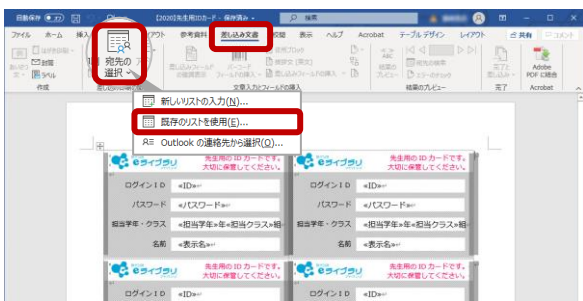 自動保存 オン 【2020】先生用IDカード - 保存済み 検索
ファイル ホーム 挿入 レイアウト 参考資料 差し込み文書 校閲 表示 ヘルプ Acrobat テーブル デザイン レイアウト 共有 コメント
宛先の
選択
封筒
ラベル
作成
文章入力とフィールドの挿入
結果のプレビュー
完了
Adobe
PDF に結合
Acrobat
新しいリストの入力(N)...
既存のリストを使用(E)...
Outlook の連絡先から選択(O)...
eライブラリ 先生用の ID カードです。 大切に保管してください。
ログインＩＤ «ID»
パスワード «パスワード»
担当学年・クラス «担当学年»年«担当クラス»組
名前 «表示名»
eライブラリ 先生用の ID カードです。 大切に保管してください。
ログインＩＤ «ID»
パスワード «パスワード»
担当学年・クラス «担当学年»年«担当クラス»組
名前 «表示名»
eライブラリ 先生用の ID カードです。 大切に保管してください。
ログインＩＤ «ID»
eライブラリ 先生用の ID カードです。 大切に保管してください。
ログインＩＤ «ID»